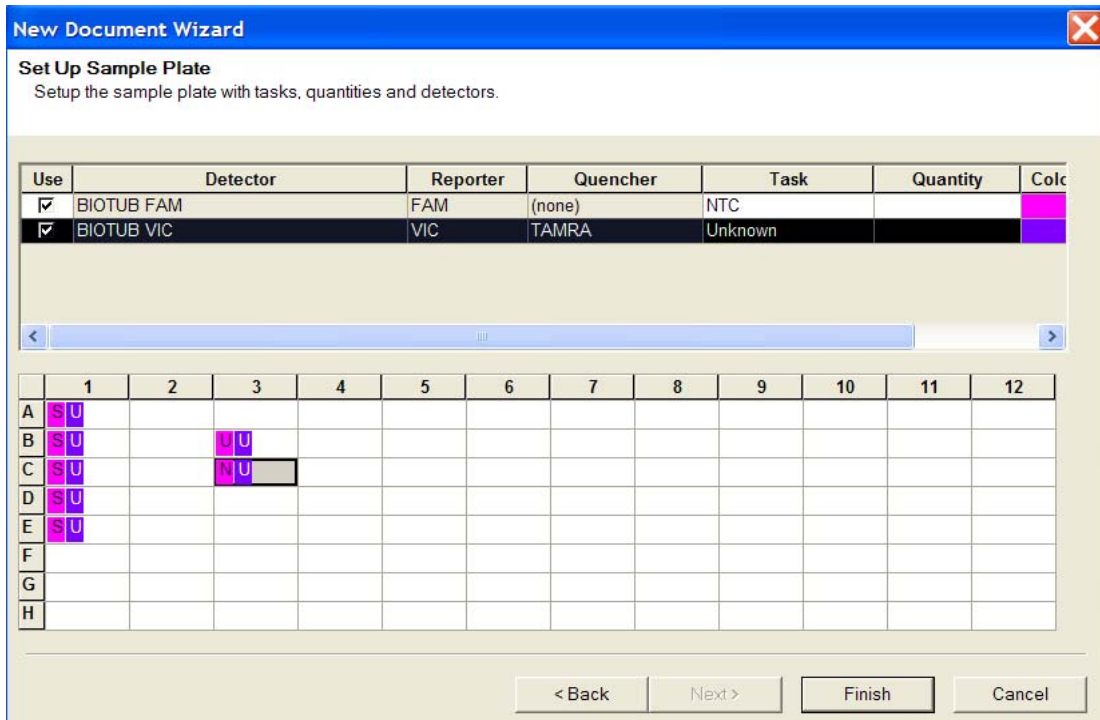 New Document Wizard
Set Up Sample Plate
Setup the sample plate with tasks, quantities and detectors.
Use Detector Reporter Quencher Task Quantity Colo
BIOTUB FAM FAM (none) NTC
BIOTUB VIC VIC TAMRA Unknown
1 2 3 4 5 6 7 8 9 10 11 12
A S U
B S U U U
C S U N U
D S U
E S U
F
G
H
< Back Next > Finish Cancel